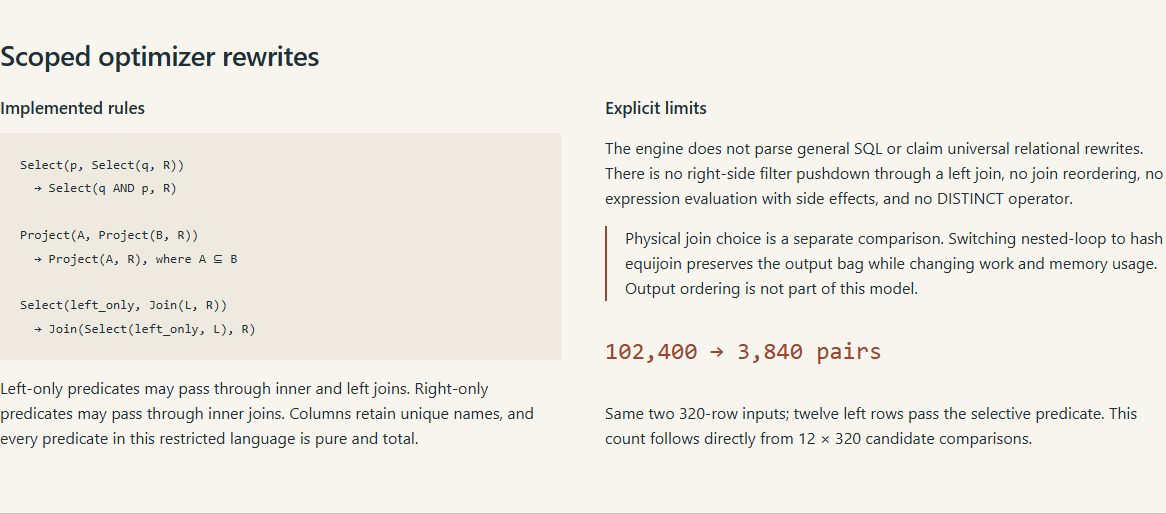 Scoped optimizer rewrites
Implemented rules
Select(p, Select(q, R))
→ Select(q AND p, R)
Project(A, Project(B, R))
→ Project(A, R), where A ⊆ B
Select(left_only, Join(L, R))
→ Join(Select(left_only, L), R)
Left-only predicates may pass through inner and left joins. Right-only
predicates may pass through inner joins. Columns retain unique names, and
every predicate in this restricted language is pure and total.
Explicit limits
The engine does not parse general SQL or claim universal relational rewrites.
There is no right-side filter pushdown through a left join, no join reordering, no
expression evaluation with side effects, and no DISTINCT operator.
Physical join choice is a separate comparison. Switching nested-loop to hash
equijoin preserves the output bag while changing work and memory usage.
Output ordering is not part of this model.
102,400 → 3,840 pairs
Same two 320-row inputs; twelve left rows pass the selective predicate. This
count follows directly from 12 × 320 candidate comparisons.